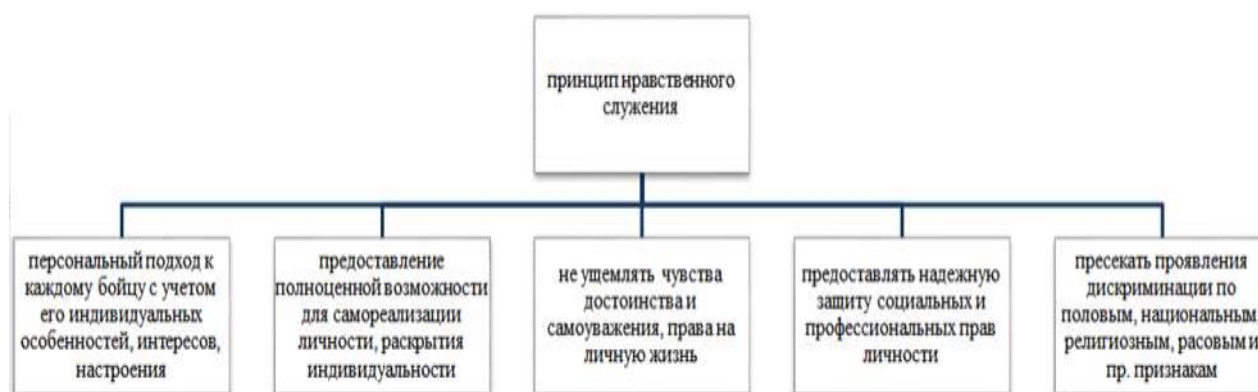 принцип нравственного
служения
персональный подход к
каждому бойцу с учетом
его индивидуальных
особенностей, интересов,
настроения
предоставление
полноценной возможности
для самореализации
личности, раскрытия
индивидуальности
не ущемлять чувства
достоинства и
самоуважения, права на
личную жизнь
предоставлять надежную
защиту социальных и
профессиональных прав
личности
пресекать проявления
дискриминации по
половым, национальным
религиозным, расовым и
пр. признакам